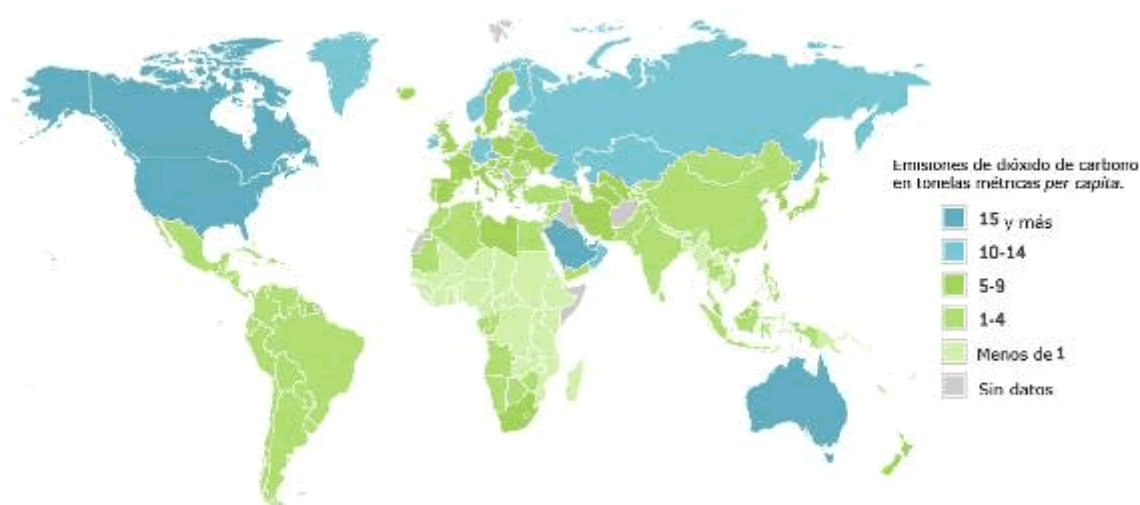 Emisiones de dióxido de carbono
en tonelas métricas per capita.
15 y más
10-14
5-9
1-4
Menos de 1
Sin datos